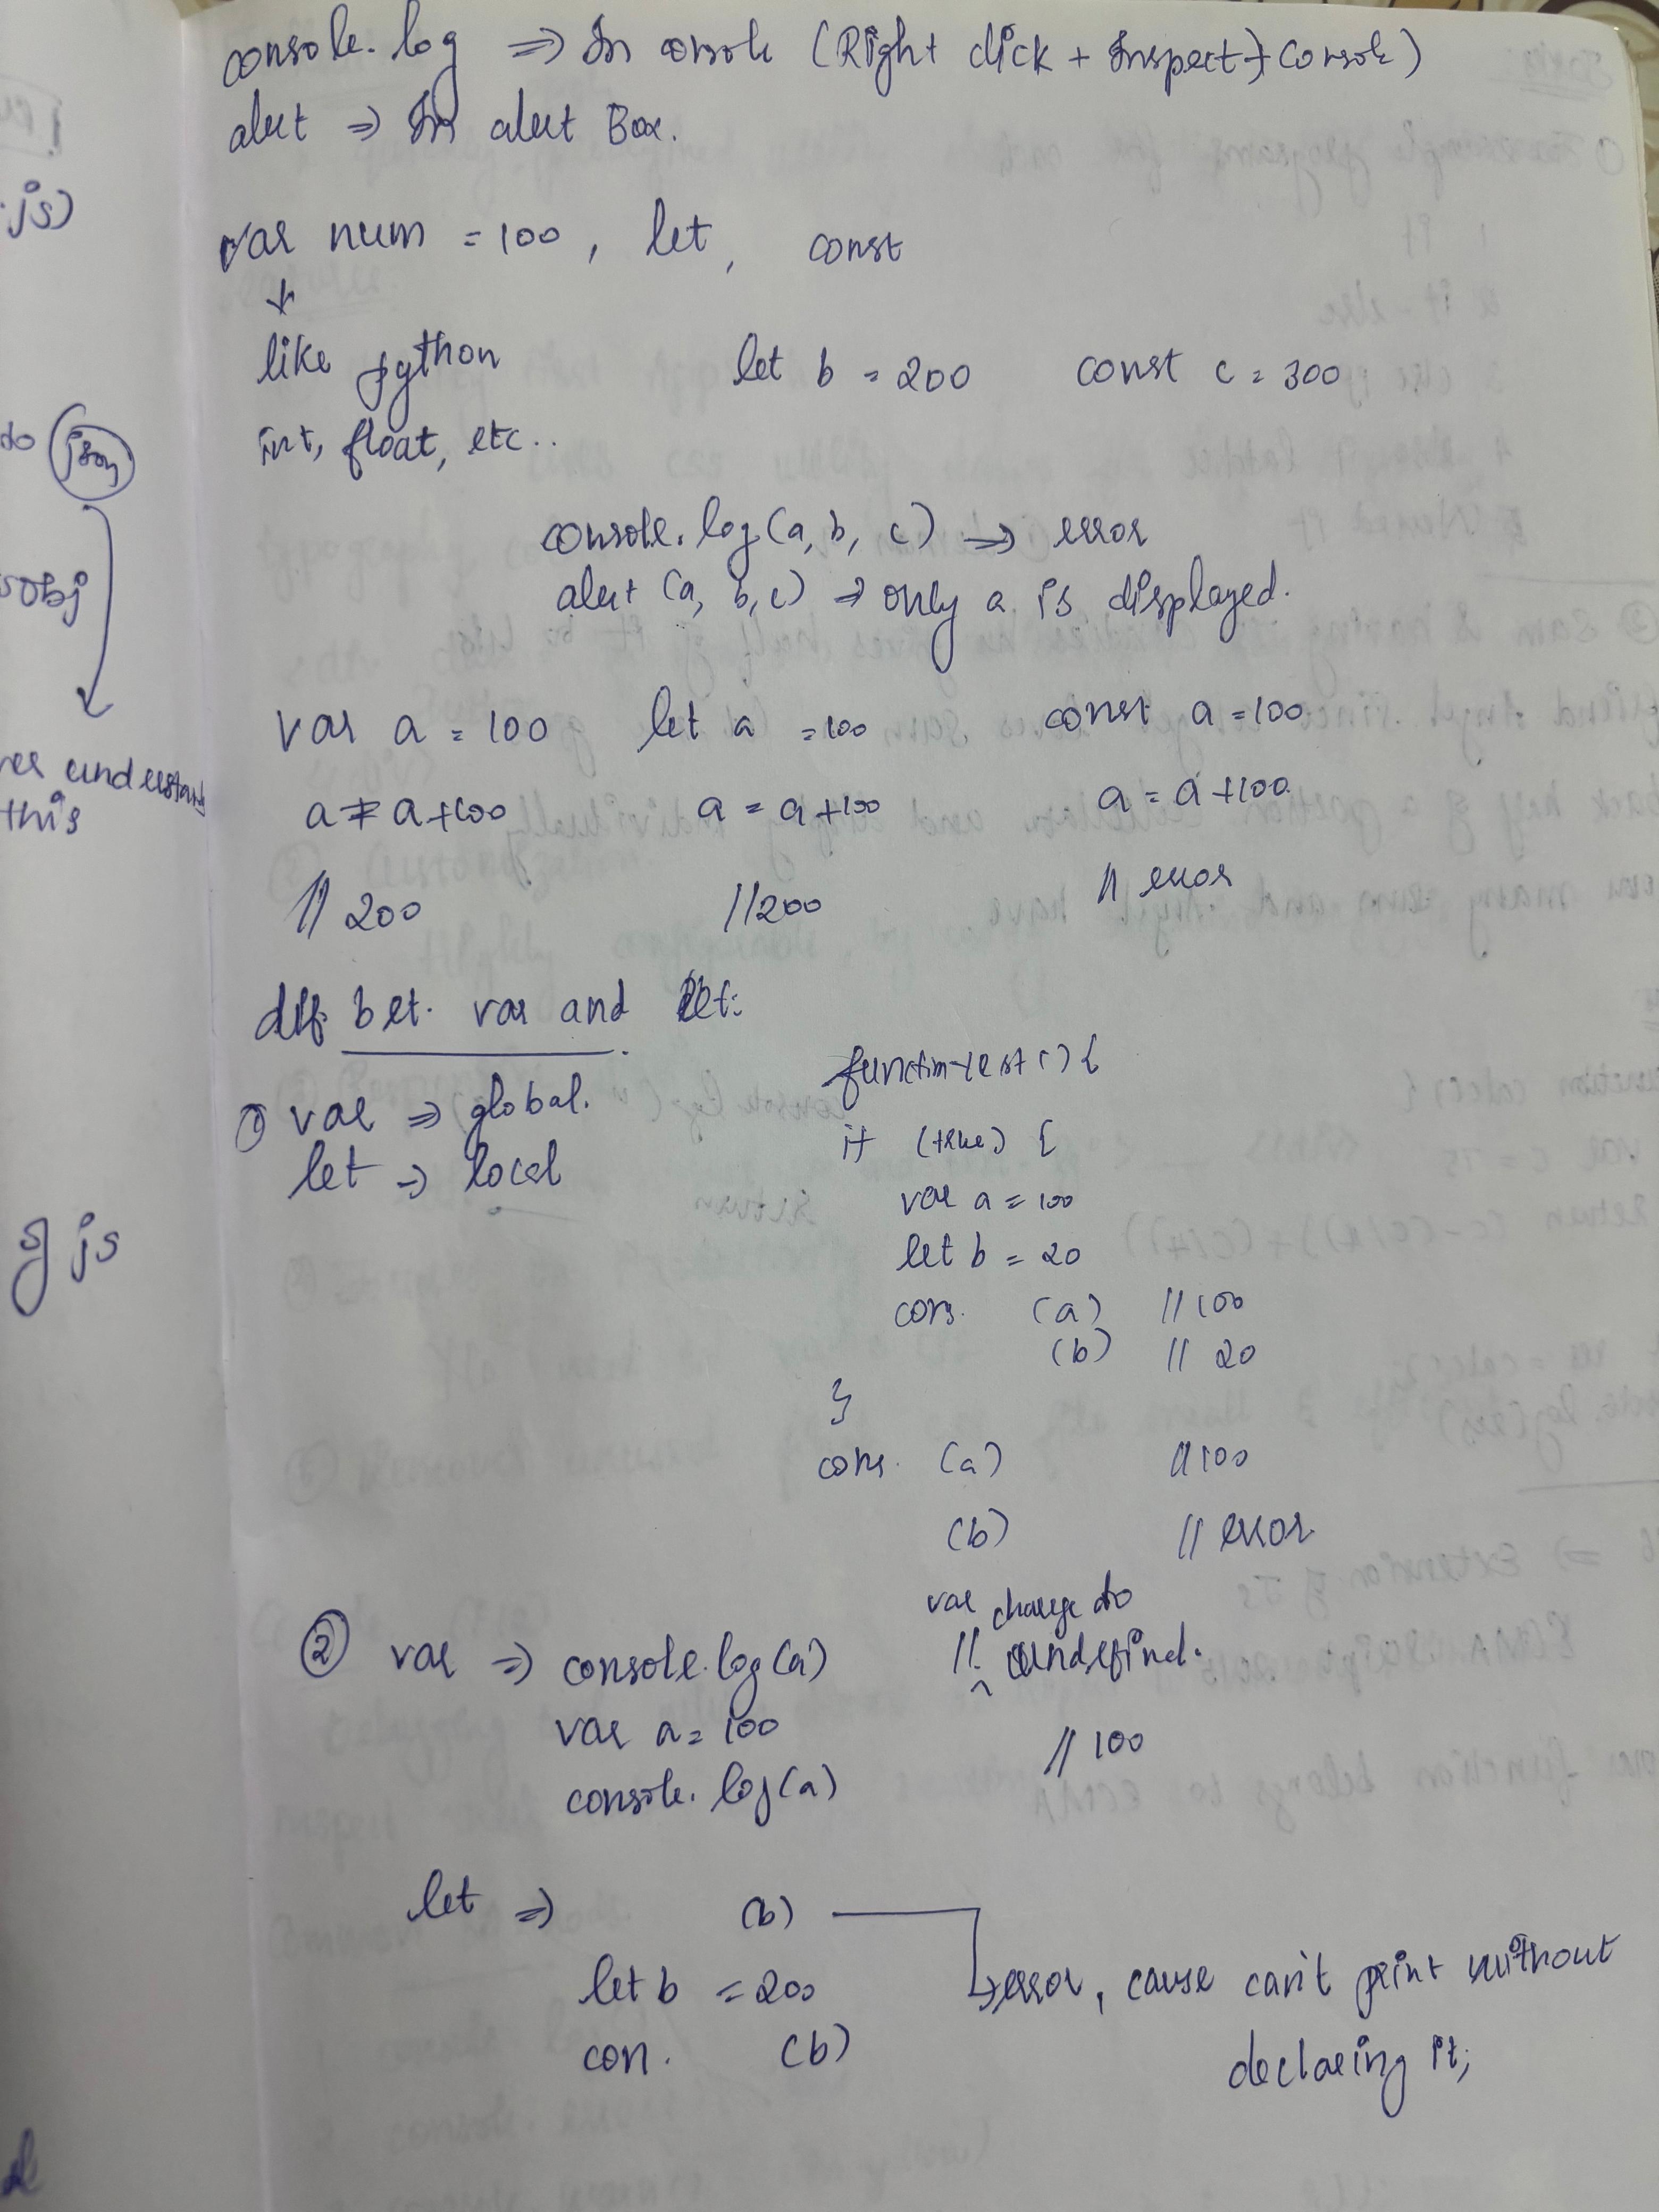 console.log => In console (Right click + Inspect + Console)
alert => In alert Box.
var num = 100, let, const
↓
like python
int, float, etc..
let b = 200 const c = 300
console.log(a, b, c) => error
alert (a, b, c) => only a is displayed.
var a = 100 let a = 100 const a = 100
a = a+100 a = a+100 a = a+100
// 200 //200 // error
diff bet. var and let:
① var => global.
let => local
function test() {
if (true) {
var a = 100
let b = 20
cons. (a) // 100
(b) // 20
}
cons. (a) // 100
(b) // error
var change to
② var => console.log(a) // undefind.
var a = 100
console.log(a) // 100
let => (b)
let b = 200
con. (b)
error, cause can't print without
declaring it;
.js)
do json
sobj
understand
this
g js